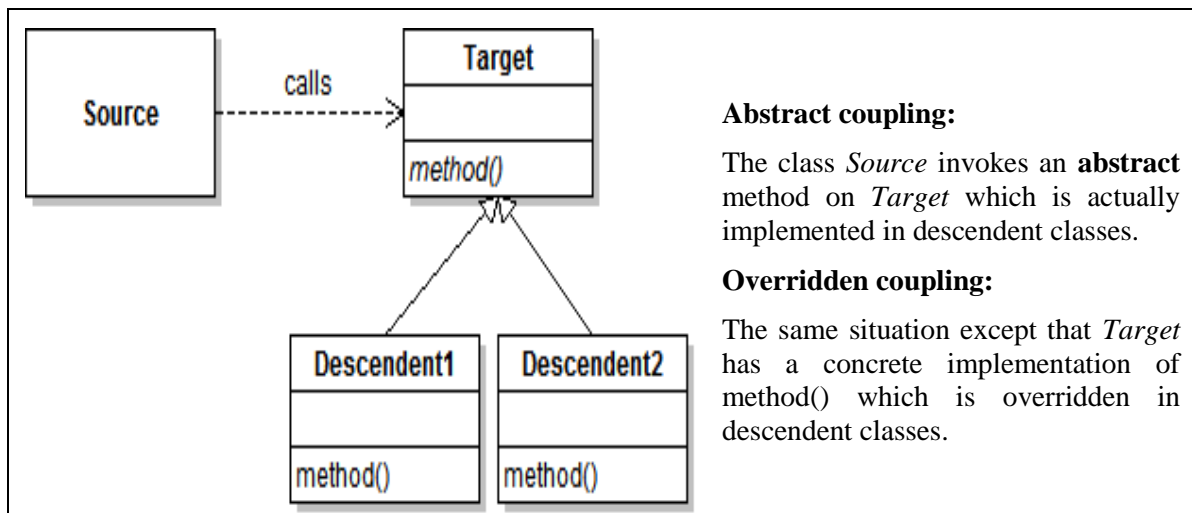 Source
calls
Target
method()
Descendent1
method()
Descendent2
method()
Abstract coupling:
The class Source invokes an abstract
method on Target which is actually
implemented in descendent classes.
Overridden coupling:
The same situation except that Target
has a concrete implementation of
method() which is overridden in
descendent classes.